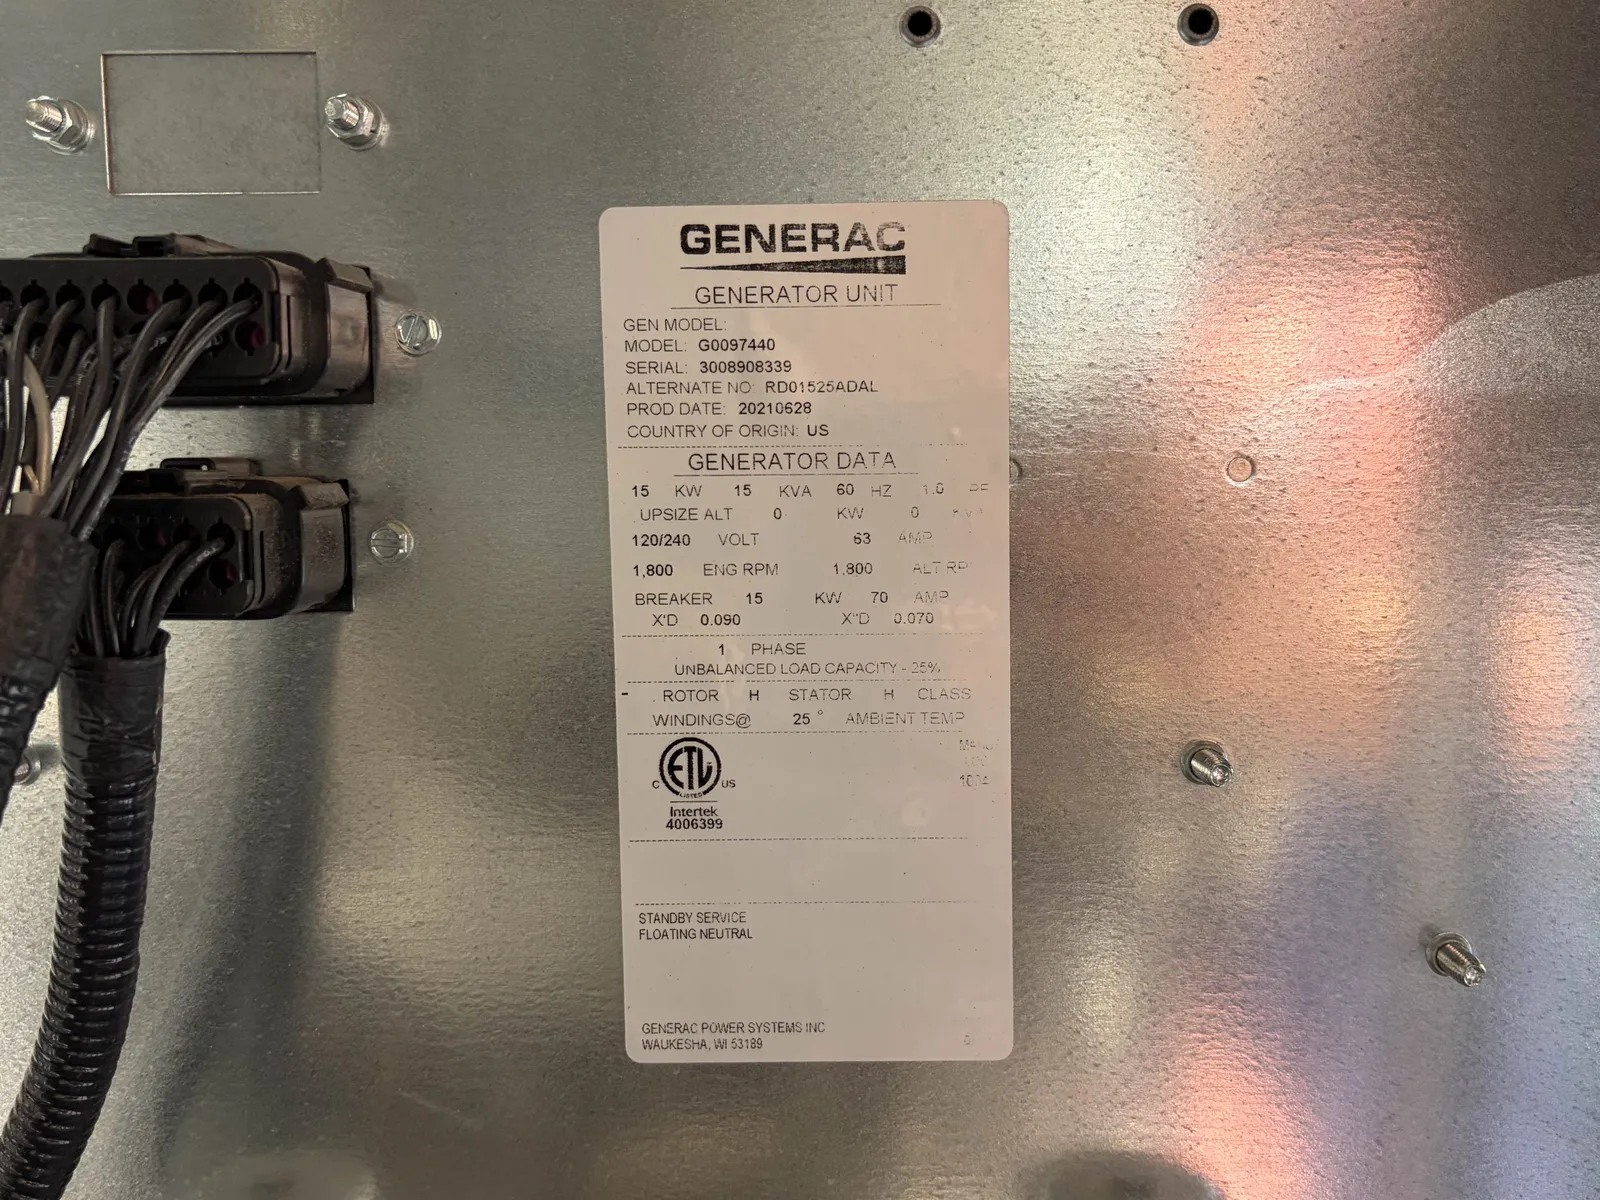 GENERAC
GENERATOR UNIT
GEN MODEL:
MODEL: G0097440
SERIAL: 3008908339
ALTERNATE NO: RD01525ADAL
PROD DATE: 20210628
COUNTRY OF ORIGIN: US
GENERATOR DATA
15 KW 15 KVA 60 HZ 1.0
UPSIZE ALT 0 KW 0
120/240 VOLT 63 AMP
1,800 ENG RPM 1,800 ALT
BREAKER 15 KW 70 AMP
X'D 0.090 X"D 0.070
1 PHASE
UNBALANCED LOAD CAPACITY - 25%
- ROTOR H STATOR H CLASS
WINDINGS@ 25° AMBIENT TEMP
C ETL US
LISTED
Intertek
4006399
STANDBY SERVICE
FLOATING NEUTRAL
GENERAC POWER SYSTEMS INC
WAUKESHA, WI 53189